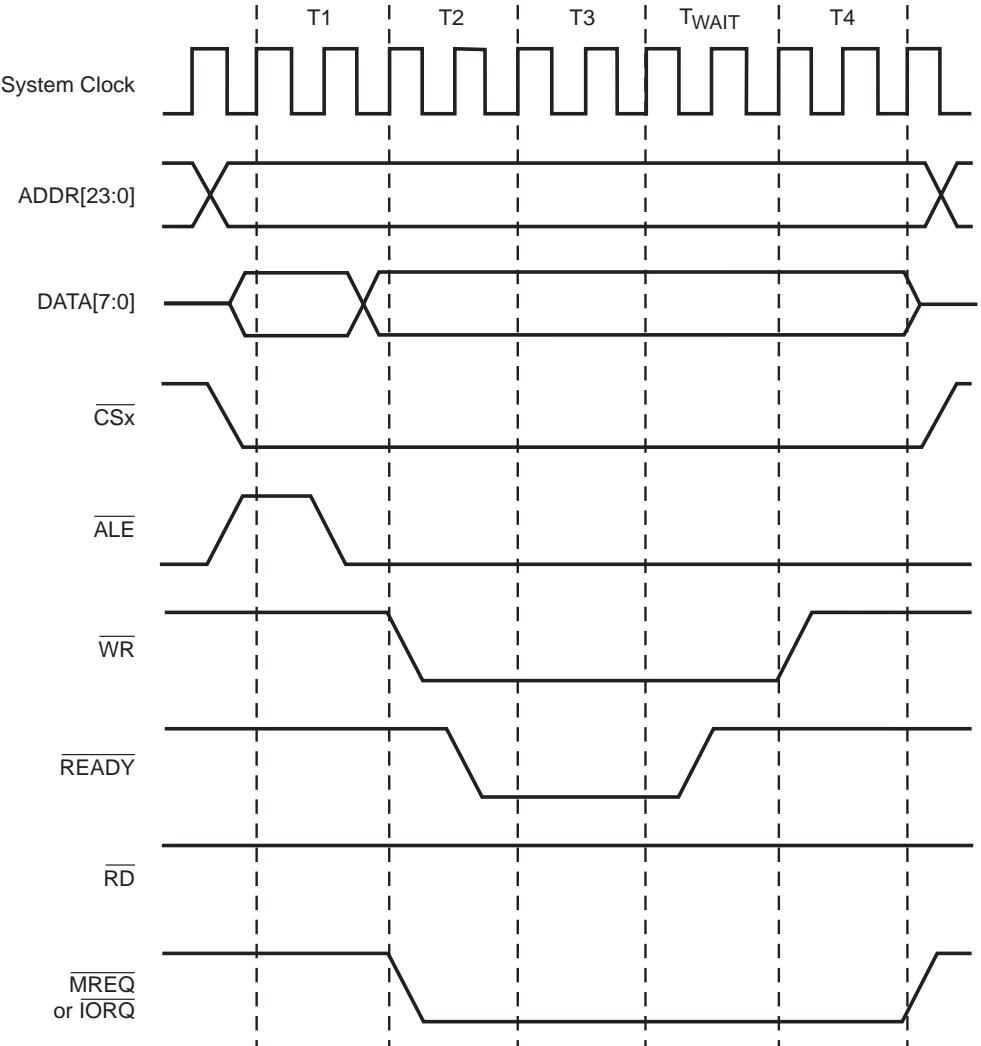 T1 T2 T3 TWAIT T4
System Clock
ADDR[23:0]
DATA[7:0]
CSx
ALE
WR
READY
RD
MREQ
or IORQ